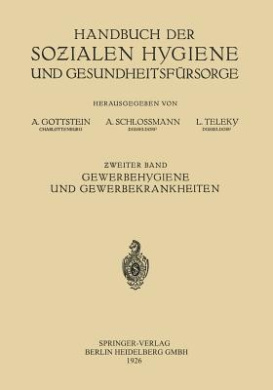 HANDBUCH DER
SOZIALEN HYGIENE
UND GESUNDHEITSFÜRSORGE
HERAUSGEGEBEN VON
A. GOTTSTEIN A. SCHLOSSMANN L. TELEKY
CHARLOTTENBURG DÜSSELDORF DÜSSELDORF
ZWEITER BAND
GEWERBEHYGIENE
UND GEWERBEKRANKHEITEN
SPRINGER-VERLAG
BERLIN HEIDELBERG GMBH
1926